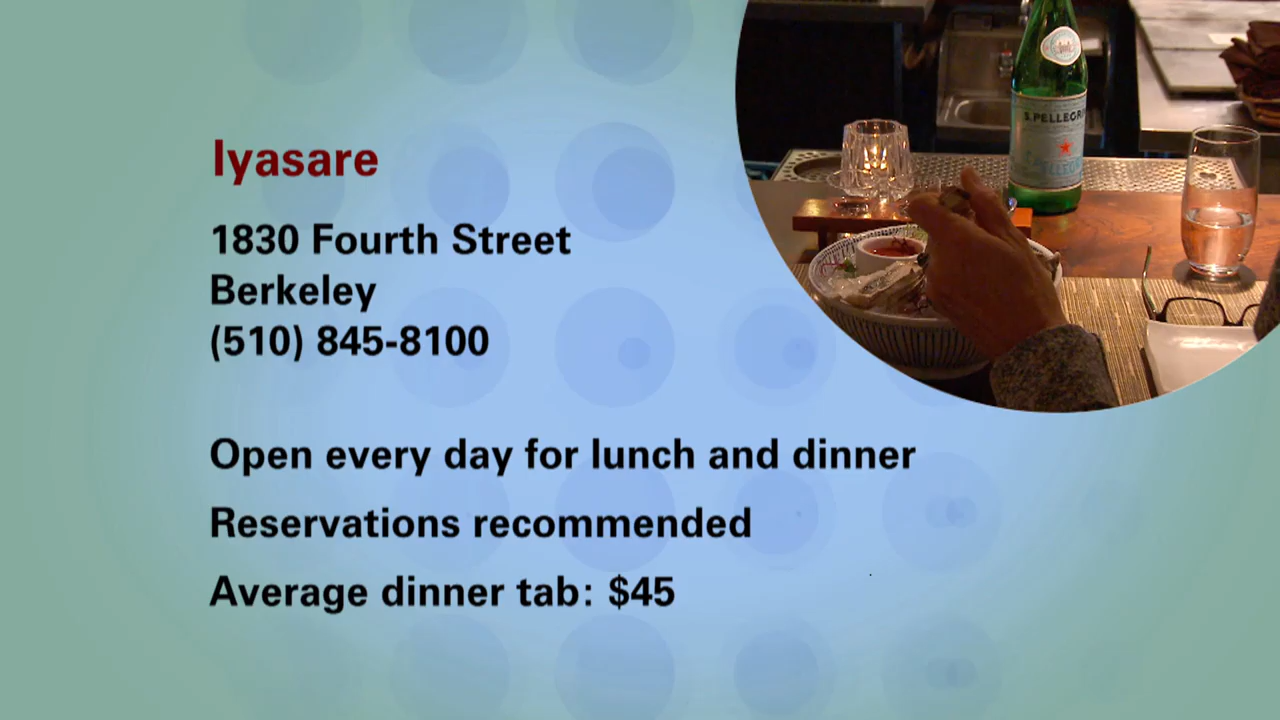 Iyasare
1830 Fourth Street
Berkeley
(510) 845-8100
Open every day for lunch and dinner
Reservations recommended
Average dinner tab: $45
S.PELLEGRI